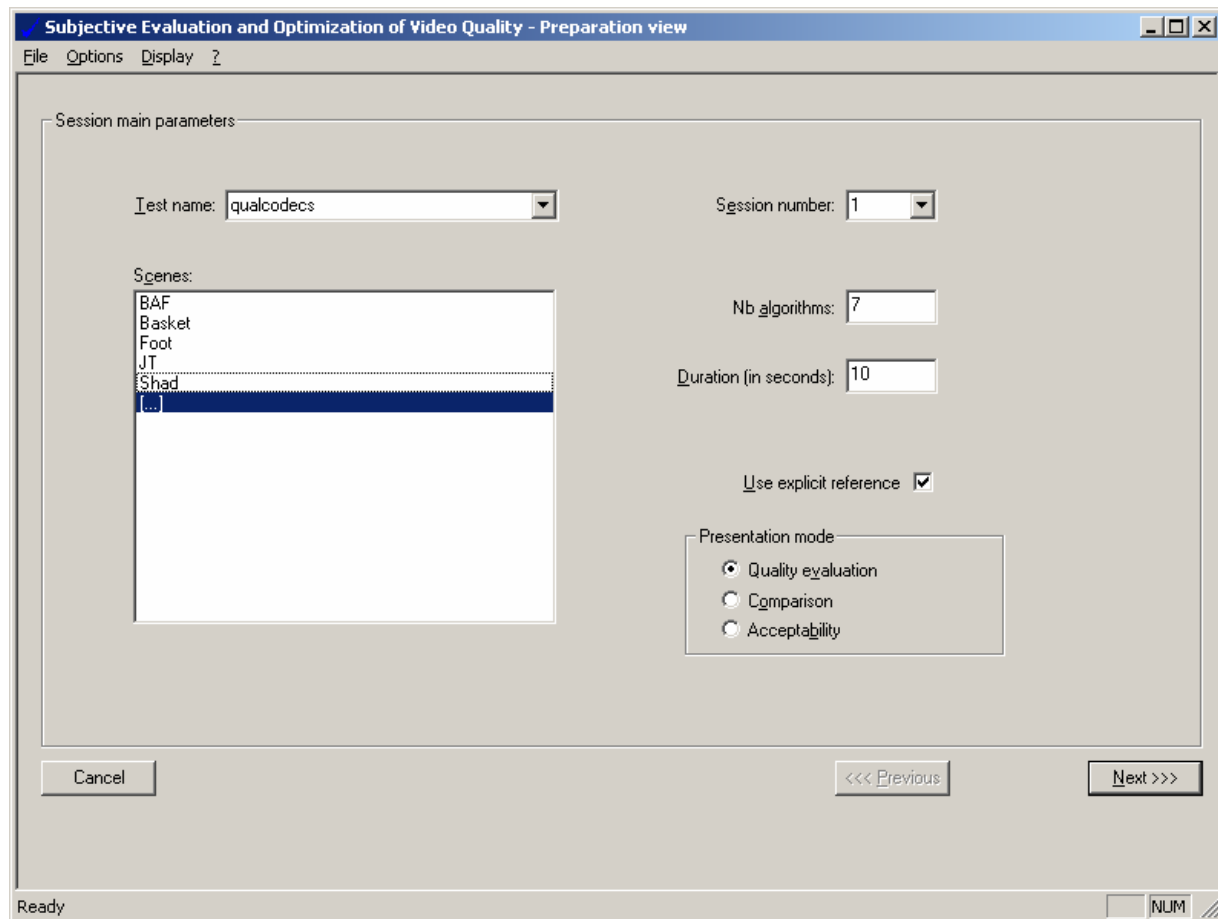 Subjective Evaluation and Optimization of Video Quality - Preparation view
File Options Display ?
Session main parameters
Test name: qualcodecs
Session number: 1
Scenes:
BAF
Basket
Foot
JT
Shad
[...]
Nb algorithms: 7
Duration (in seconds): 10
Use explicit reference
Presentation mode
Quality evaluation
Comparison
Acceptability
Cancel
<<< Previous
Next >>>
Ready
NUM